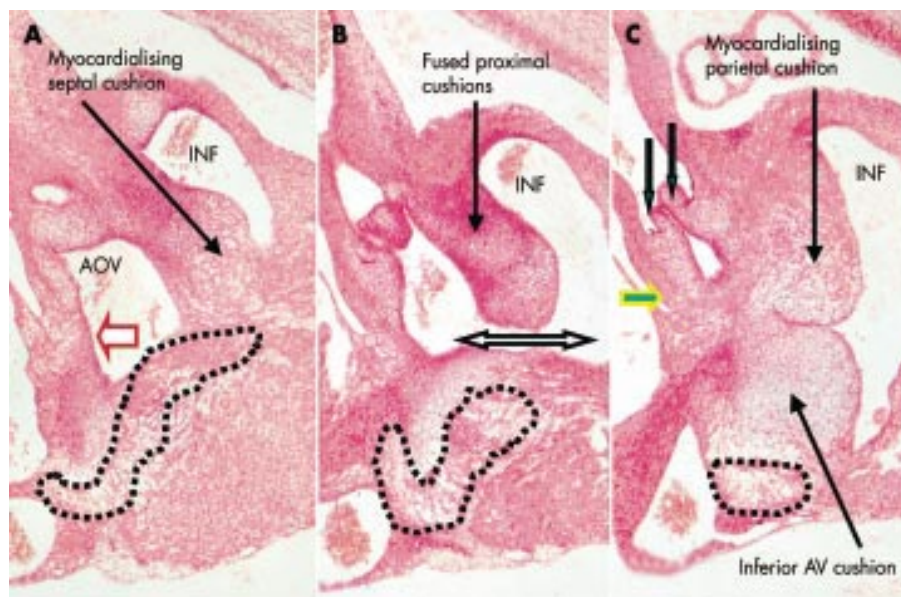 A
Myocardialising
septal cushion
INF
AOV
B
Fused proximal
cushions
INF
C
Myocardialising
parietal cushion
INF
Inferior AV cushion